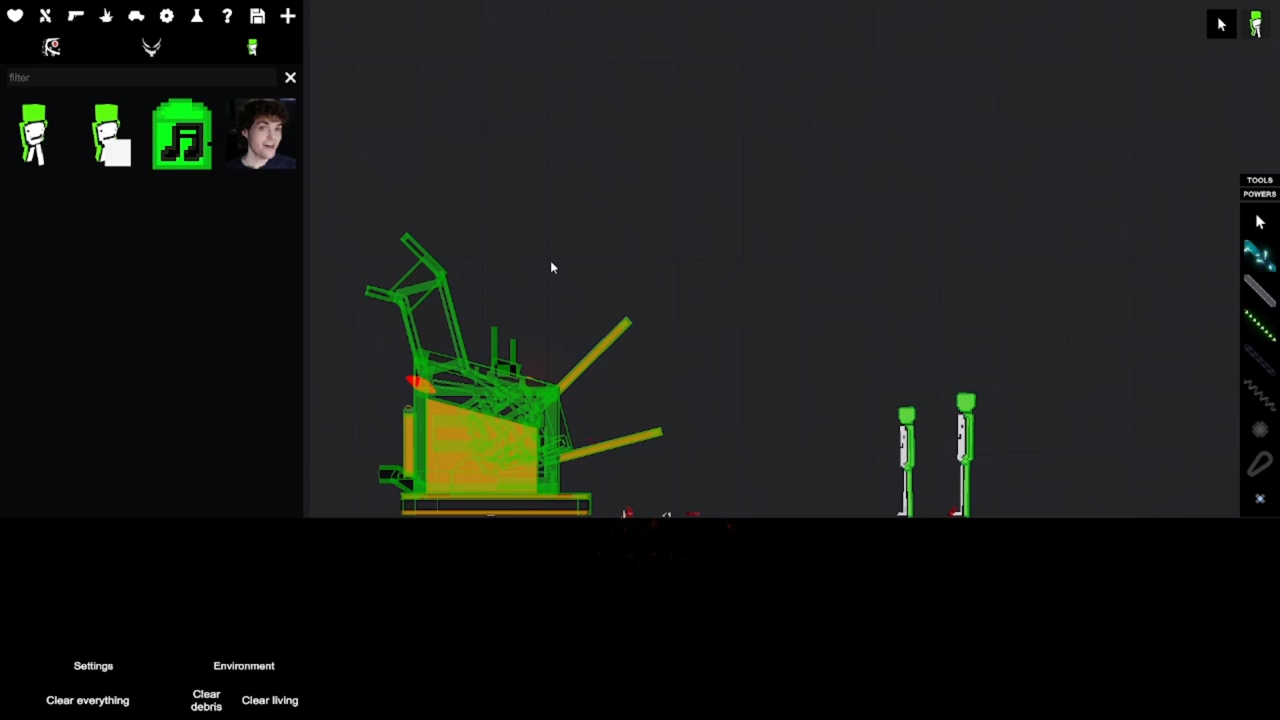 ?
filter
TOOLS
POWERS
Settings
Environment
Clear everything
Clear
debris
Clear living